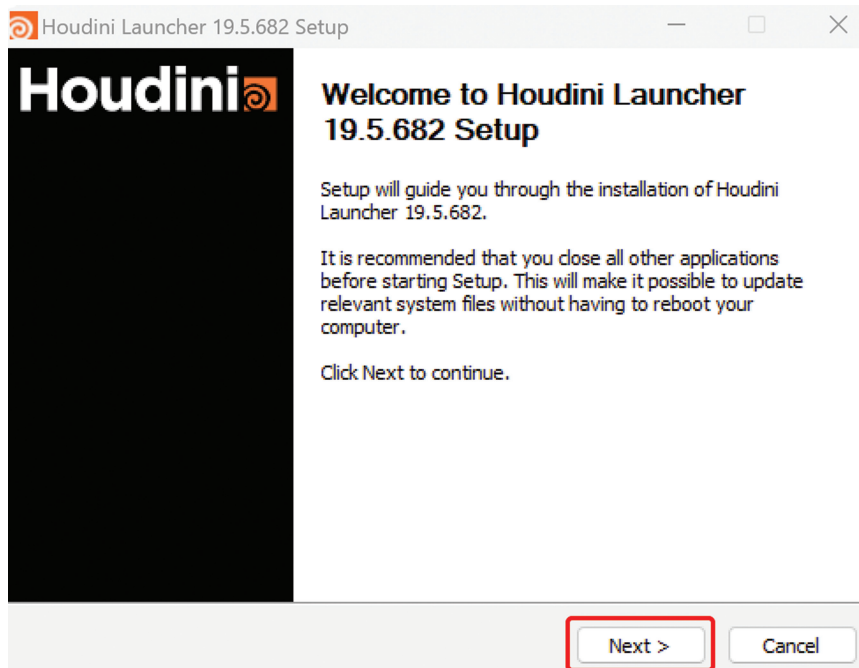 Houdini Launcher 19.5.682 Setup
Houdini
Welcome to Houdini Launcher
19.5.682 Setup
Setup will guide you through the installation of Houdini
Launcher 19.5.682.
It is recommended that you close all other applications
before starting Setup. This will make it possible to update
relevant system files without having to reboot your
computer.
Click Next to continue.
Next >
Cancel